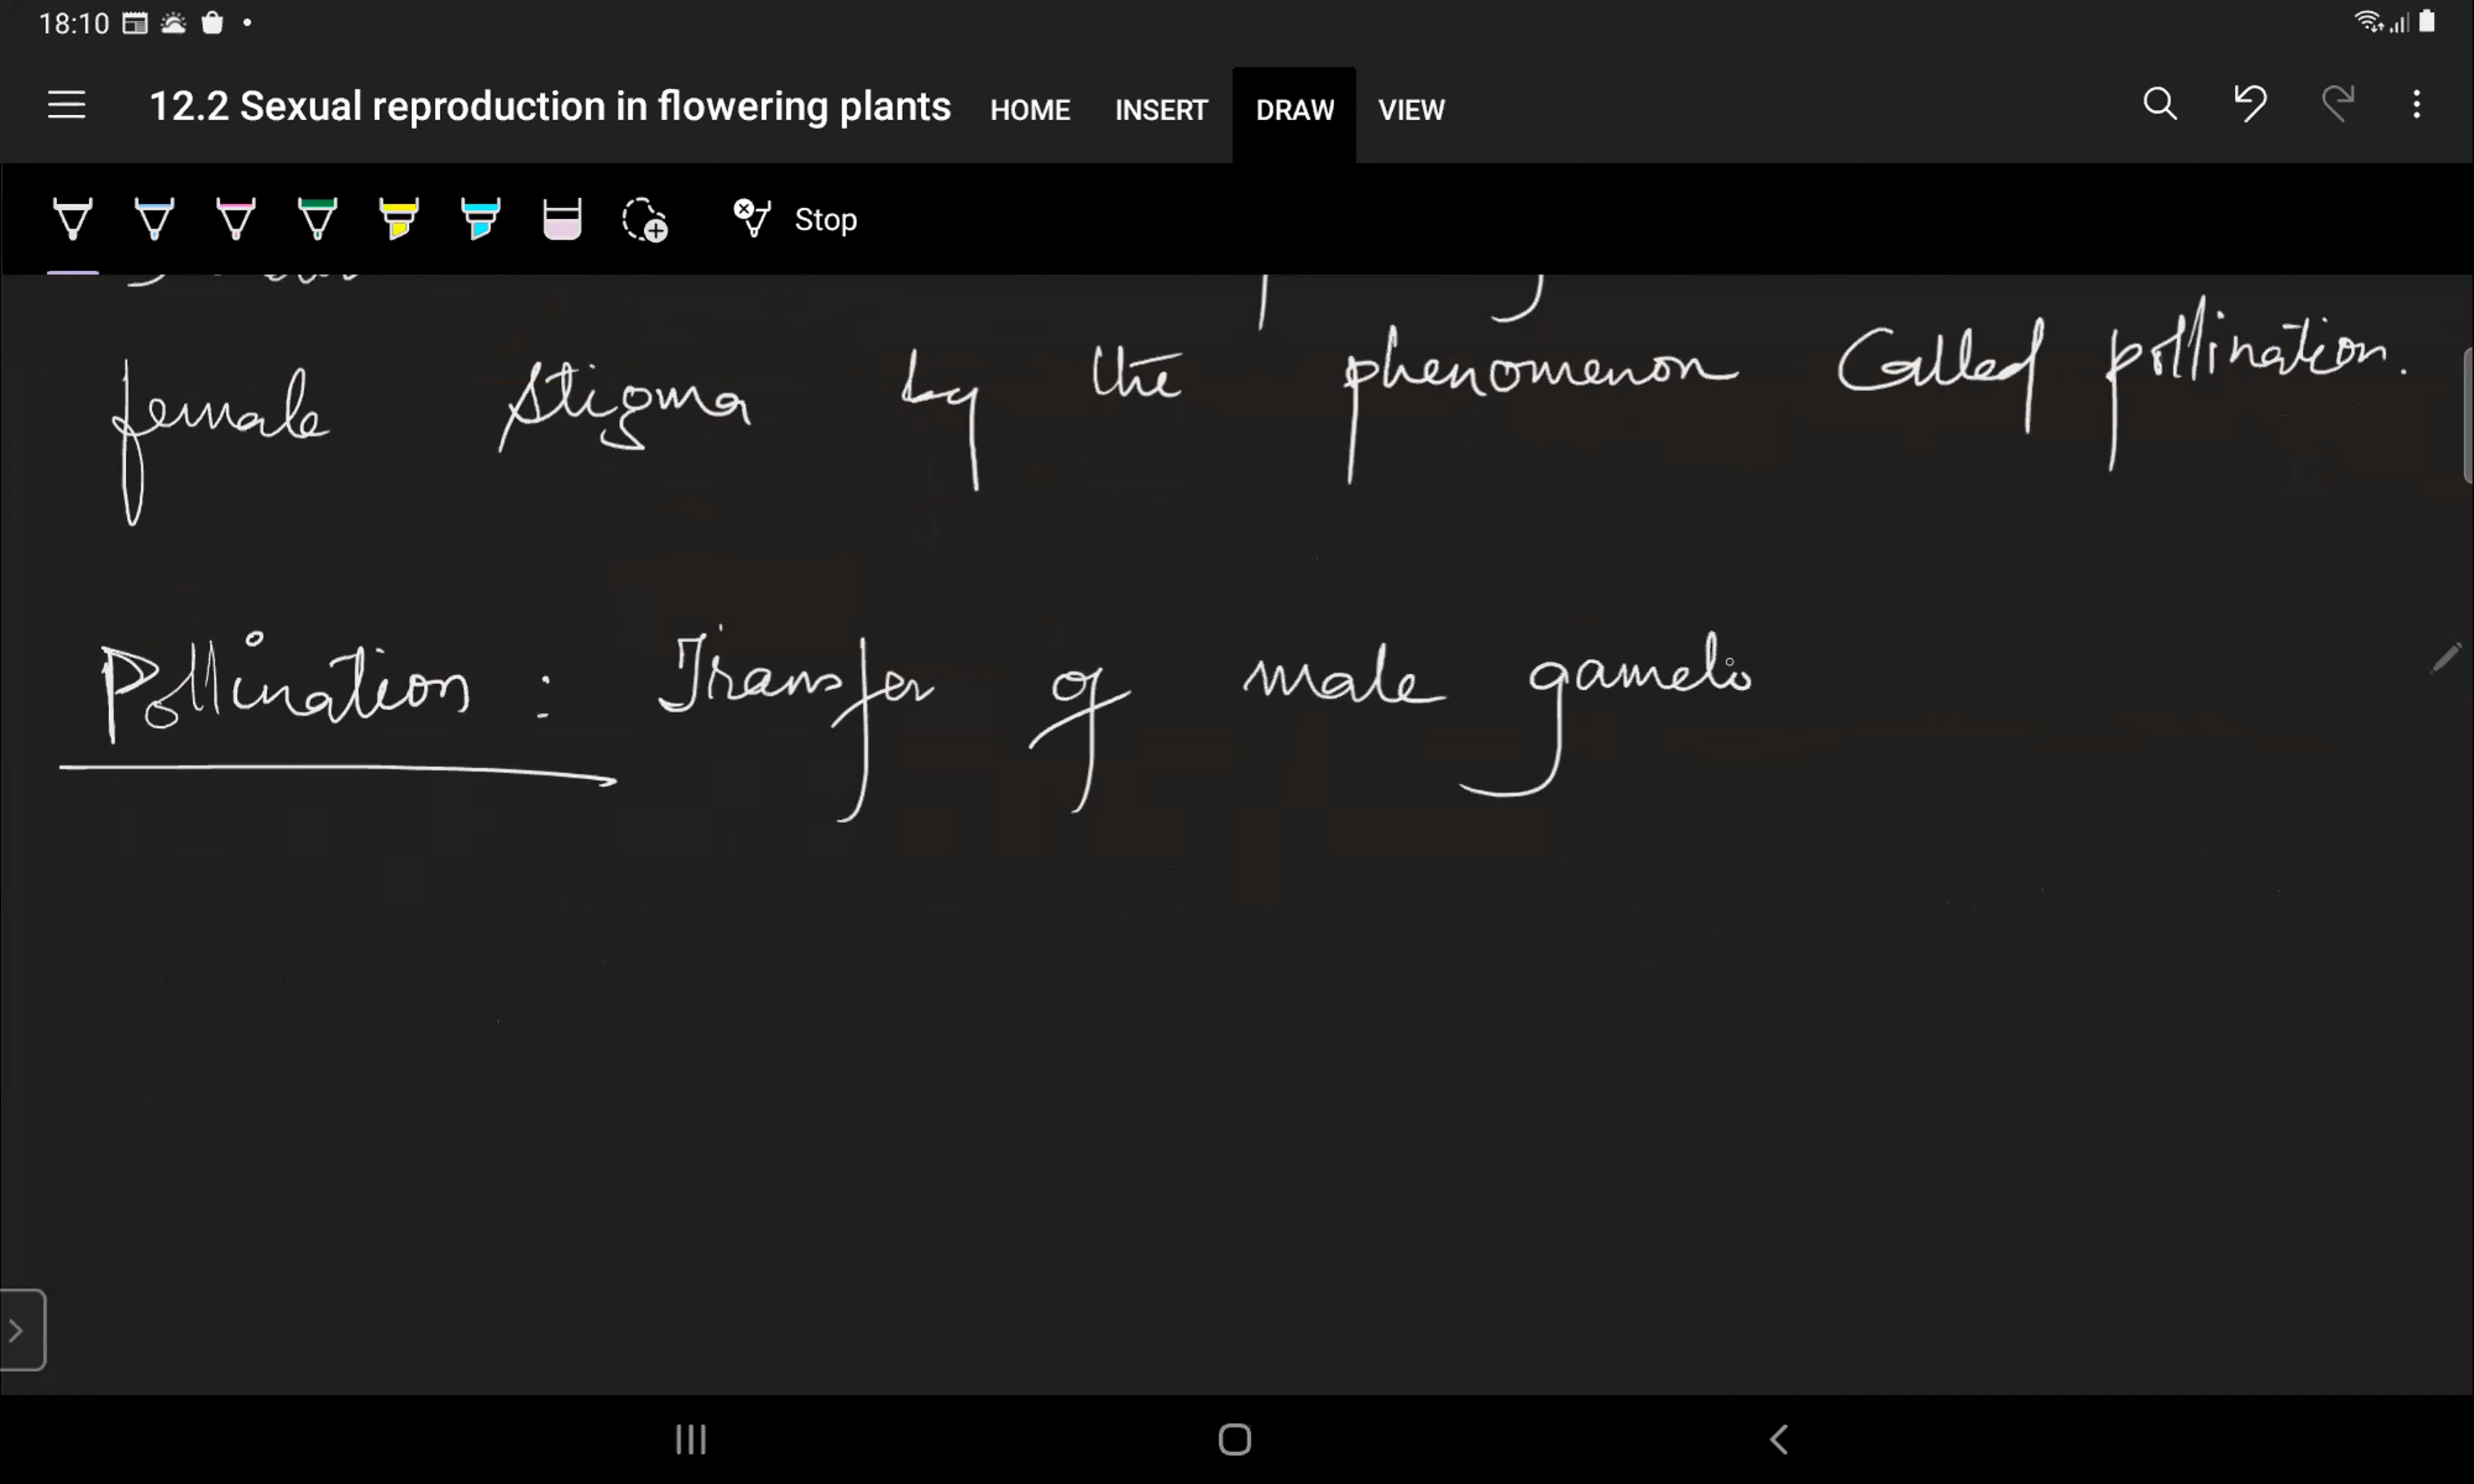 18:10
12.2 Sexual reproduction in flowering plants HOME INSERT DRAW VIEW
Stop
female stigma by the phenomenon called pollination.
Pollination : Transfer of male